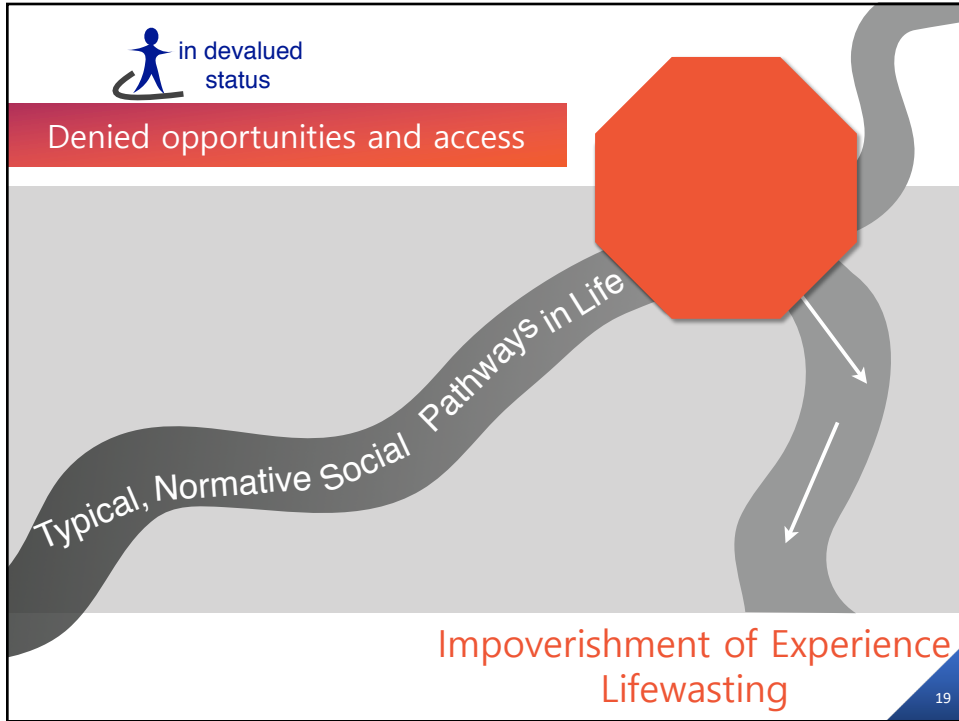 in devalued
status
Denied opportunities and access
Typical, Normative Social Pathways in Life
Impoverishment of Experience
Lifewasting
19